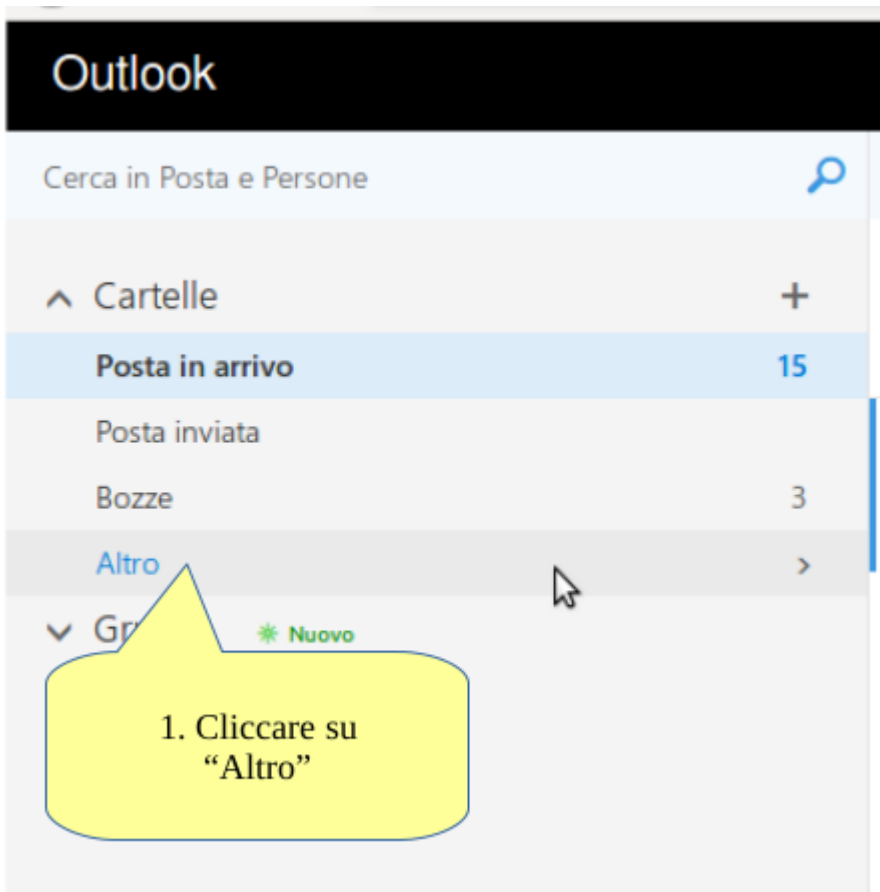 Outlook
Cerca in Posta e Persone
Cartelle
Posta in arrivo 15
Posta inviata
Bozze 3
Altro
Nuovo
1. Cliccare su
“Altro”